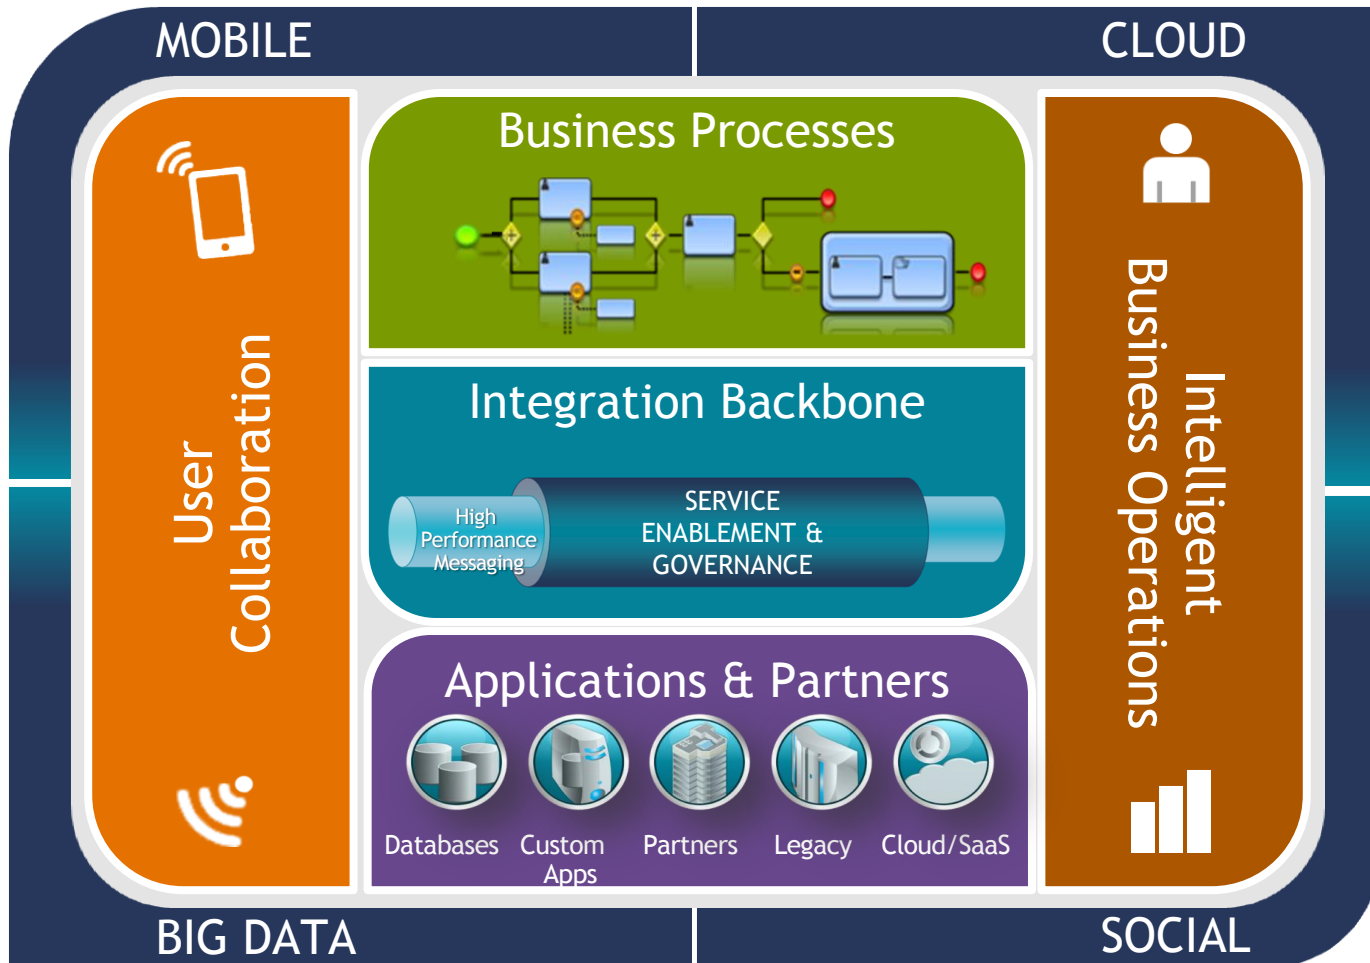 MOBILE
CLOUD
Business Processes
User
Collaboration
Integration Backbone
High
Performance
Messaging
SERVICE
ENABLEMENT &
GOVERNANCE
Intelligent
Business Operations
Applications & Partners
Databases
Custom
Apps
Partners
Legacy
Cloud/SaaS
BIG DATA
SOCIAL